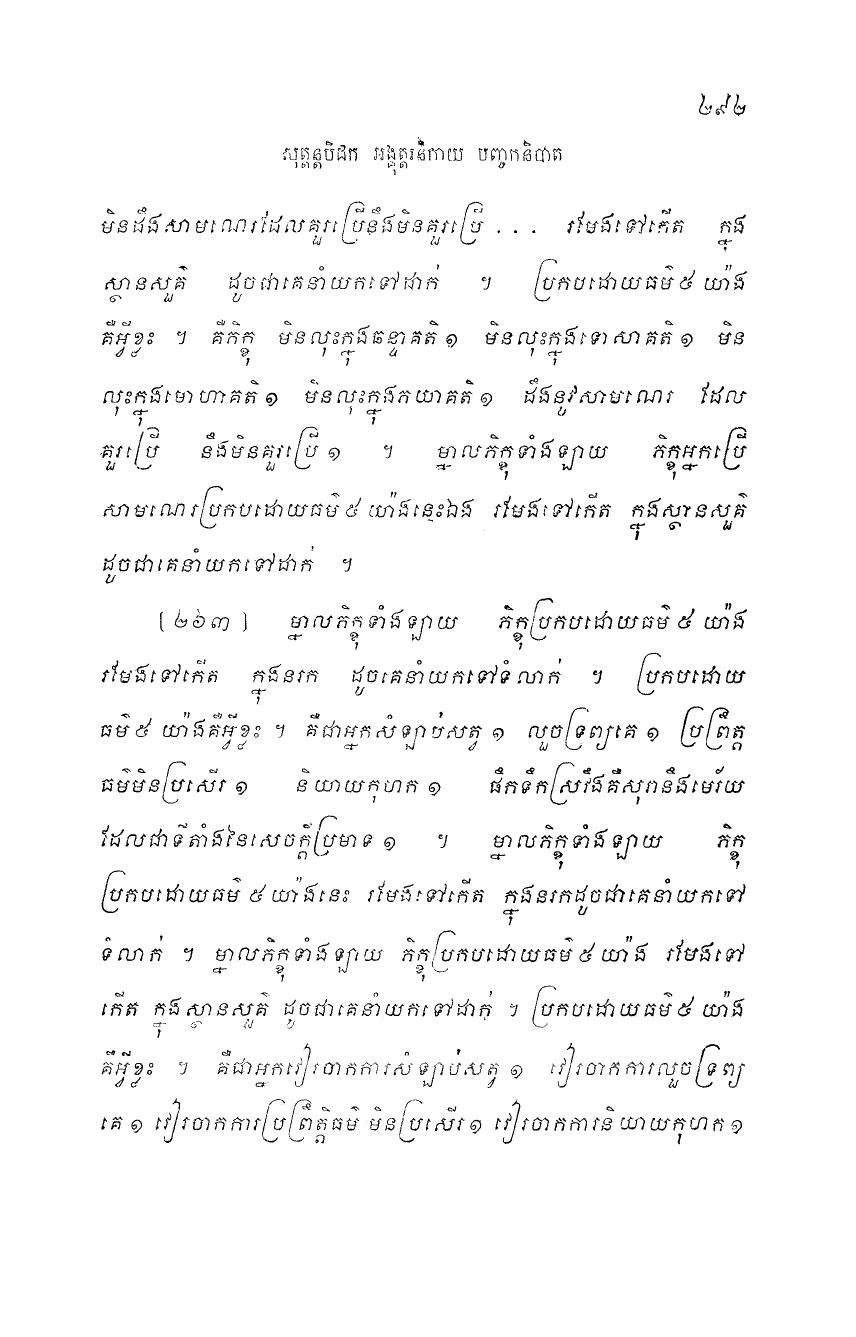 ២៩២
សុត្តន្តបិដក អង្គុត្តរនិកាយ បញ្ចកនិបាត
មិនដឹងសាមណេរដែលគួរប្រើនឹងមិនគួរប្រើ ... រមែងទៅកើត ក្នុង
ស្ថានសួគ៌ ដូចជាគេនាំយកទៅដាក់ ។ ប្រកបដោយធម៌ ៥ យ៉ាង
គឺអ្វីខ្លះ ។ គឺភិក្ខុ មិនលុះក្នុងឆន្ទាគតិ ១ មិនលុះក្នុងទោសាគតិ ១ មិន
លុះក្នុងមោហាគតិ ១ មិនលុះក្នុងភយាគតិ ១ ដឹងនូវសាមណេរ ដែល
គួរប្រើ នឹងមិនគួរប្រើ ១ ។ ម្នាលភិក្ខុទាំងឡាយ ភិក្ខុអ្នកប្រើ
សាមណេរប្រកបដោយធម៌ ៥ យ៉ាងនេះឯង រមែងទៅកើត ក្នុងស្ថានសួគ៌
ដូចជាគេនាំយកទៅដាក់ ។
[២៦៣] ម្នាលភិក្ខុទាំងឡាយ ភិក្ខុប្រកបដោយធម៌ ៥ យ៉ាង
រមែងទៅកើត ក្នុងនរក ដូចគេនាំយកទៅទំលាក់ ។ ប្រកបដោយ
ធម៌ ៥ យ៉ាងគឺអ្វីខ្លះ ។ គឺជាអ្នកសំឡាប់សត្វ ១ លួចទ្រព្យគេ ១ ប្រព្រឹត្ត
ធម៌មិនប្រសើរ ១ និយាយកុហក ១ ផឹកទឹកស្រវឹងគឺសុរានឹងមេរ័យ
ដែលជាទីតាំងនៃសេចក្តីប្រមាទ ១ ។ ម្នាលភិក្ខុទាំងឡាយ ភិក្ខុ
ប្រកបដោយធម៌ ៥ យ៉ាងនេះ រមែងទៅកើត ក្នុងនរកដូចជាគេនាំយកទៅ
ទំលាក់ ។ ម្នាលភិក្ខុទាំងឡាយ ភិក្ខុប្រកបដោយធម៌ ៥ យ៉ាង រមែងទៅ
កើត ក្នុងស្ថានសួគ៌ ដូចជាគេនាំយកទៅដាក់ ។ ប្រកបដោយធម៌ ៥ យ៉ាង
គឺអ្វីខ្លះ ។ គឺជាអ្នកវៀរចាកការសំឡាប់សត្វ ១ វៀរចាកការលួចទ្រព្យ
គេ ១ វៀរចាកការប្រព្រឹត្តិធម៌ មិនប្រសើរ ១ វៀរចាកការនិយាយកុហក ១